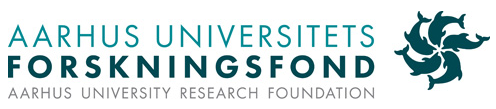 AARHUS UNIVERSITETS
FORSKNINGSFOND
AARHUS UNIVERSITY RESEARCH FOUNDATION